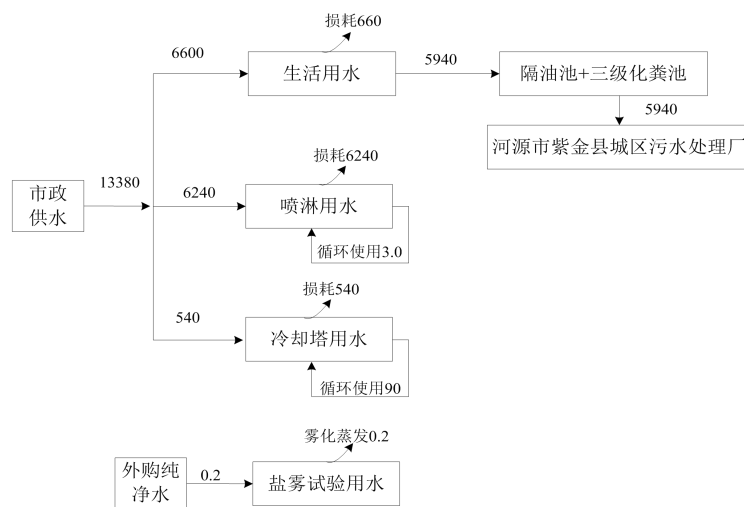 损耗660
6600
生活用水
5940
隔油池+三级化粪池
5940
河源市紫金县城区污水处理厂
损耗6240
市政
供水
13380
6240
喷淋用水
循环使用3.0
损耗540
540
冷却塔用水
循环使用90
雾化蒸发0.2
外购纯
净水
0.2
盐雾试验用水